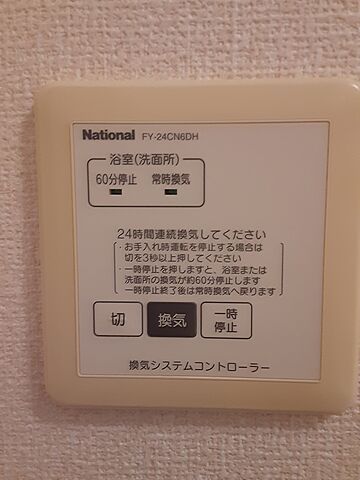 National FY-24CN6DH
浴室(洗面所)
60分停止 常時換気
24時間連続換気してください
・お手入れ時運転を停止する場合は
切を3秒以上押してください
・一時停止を押しますと、浴室または
洗面所の換気が約60分停止します
一時停止終了後は常時換気へ戻ります
切 換気 一時
停止
換気システムコントローラー